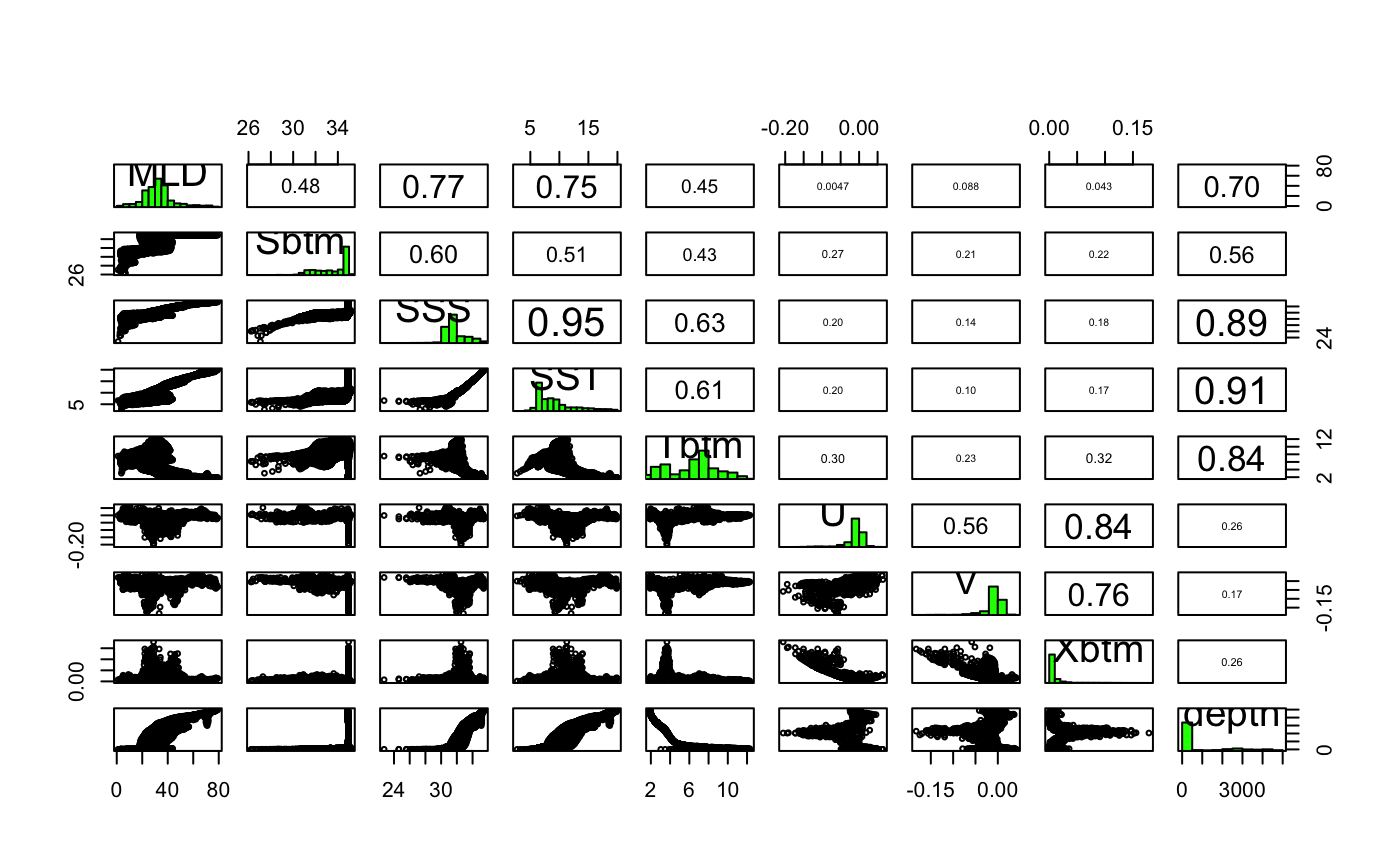 26 30 34 5 15 -0.20 0.00 0.00 0.15
MLD 0.48 0.77 0.75 0.45 0.0047 0.088 0.043 0.70 0 80
26 Sbtm 0.60 0.51 0.43 0.27 0.21 0.22 0.56
SSS 0.95 0.63 0.20 0.14 0.18 0.89 24
5 SST 0.61 0.20 0.10 0.17 0.91
Tbtm 0.30 0.23 0.32 0.84 2 12
-0.20 U 0.56 0.84 0.26
V 0.76 0.17 -0.15
0.00 Xbtm 0.26
depth 0
0 40 80 24 30 2 6 10 -0.15 0.00 0 3000